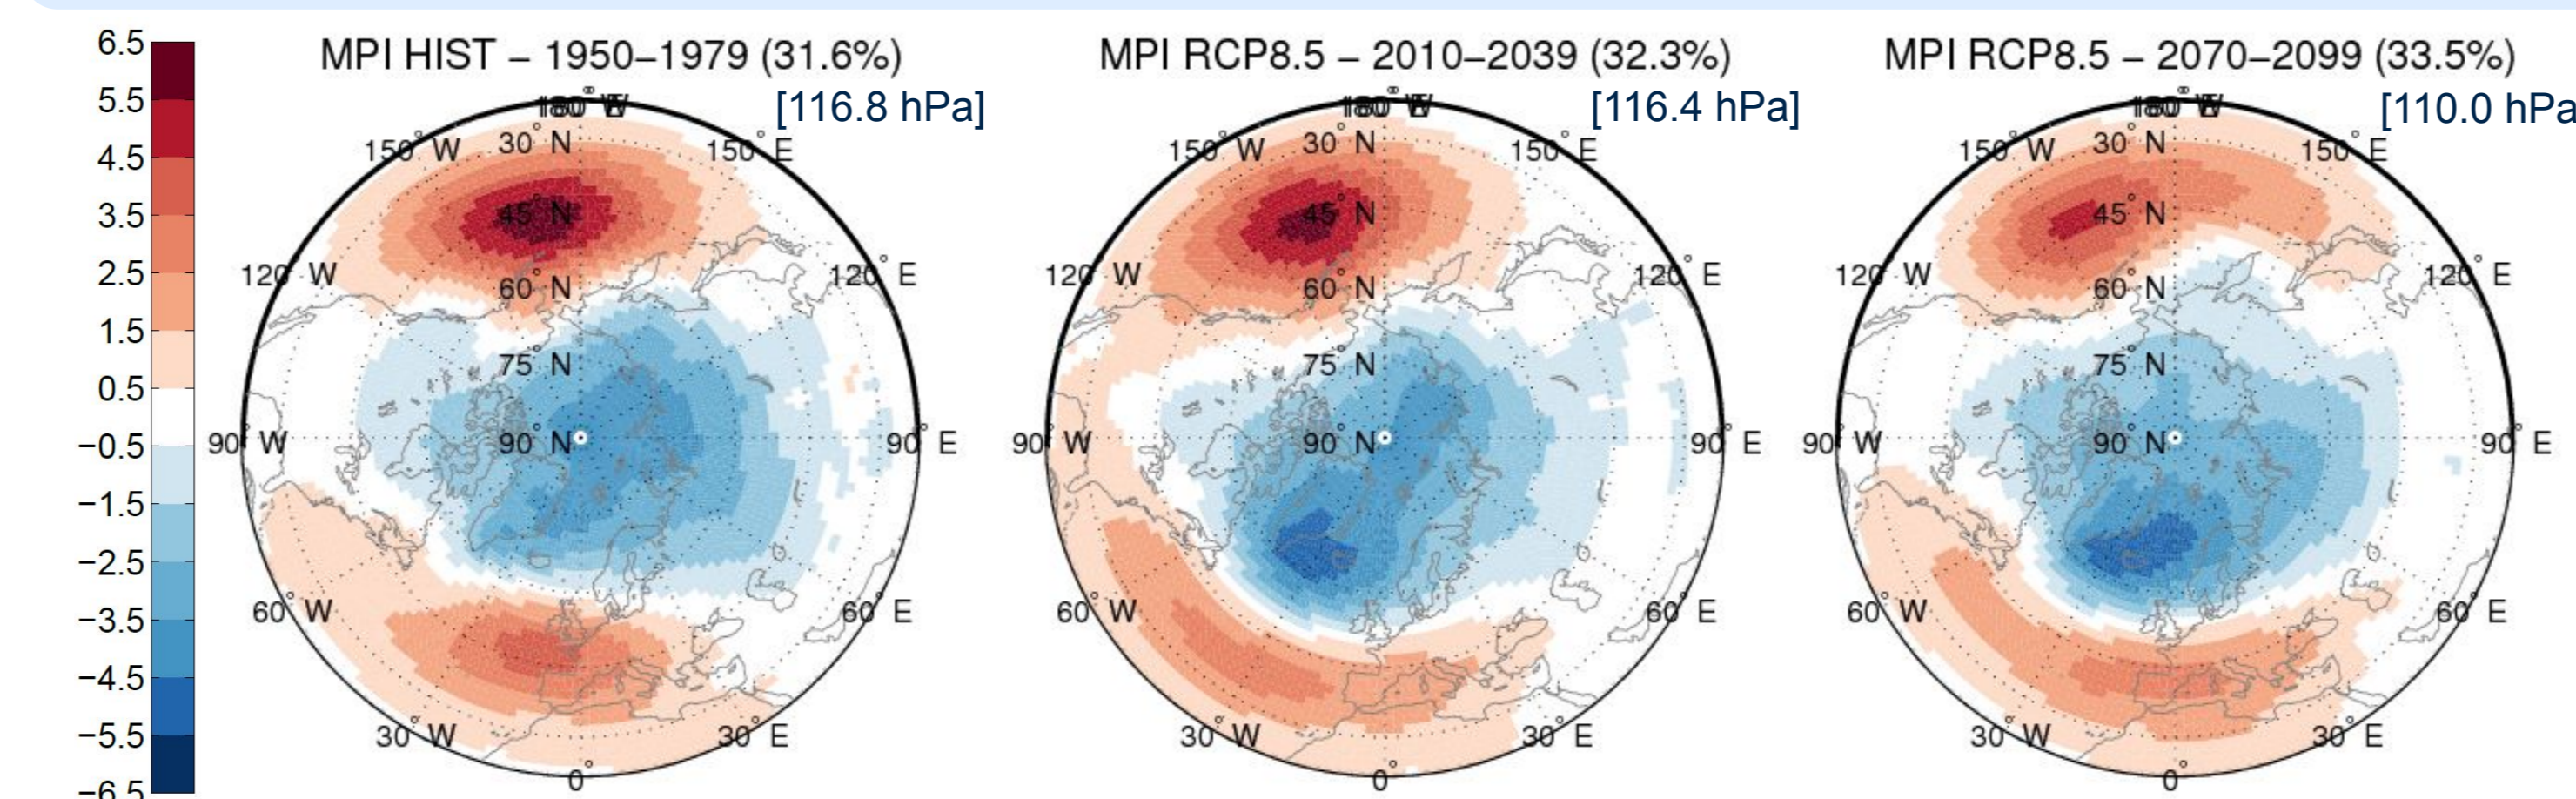 6.5
5.5
4.5
3.5
2.5
1.5
0.5
−0.5
−1.5
−2.5
−3.5
−4.5
−5.5
−6.5
MPI HIST − 1950−1979 (31.6%)
[116.8 hPa]
150° W
30° N
150° E
45° N
120° W
60° N
120° E
75° N
90° W
90° N
90° E
60° W
60° E
30° W
30° E
0°
MPI RCP8.5 − 2010−2039 (32.3%)
[116.4 hPa]
150° W
30° N
150° E
45° N
120° W
60° N
120° E
75° N
90° W
90° N
90° E
60° W
60° E
30° W
30° E
0°
MPI RCP8.5 − 2070−2099 (33.5%)
[110.0 hPa
150° W
30° N
150° E
45° N
120° W
60° N
120° E
75° N
90° W
90° N
90° E
60° W
60° E
30° W
30° E
0°